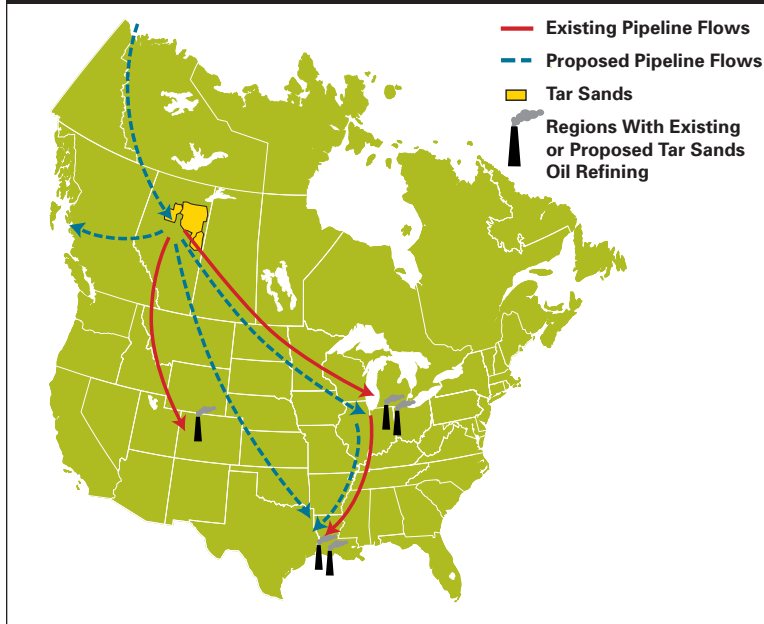 Existing Pipeline Flows
Proposed Pipeline Flows
Tar Sands
Regions With Existing
or Proposed Tar Sands
Oil Refining